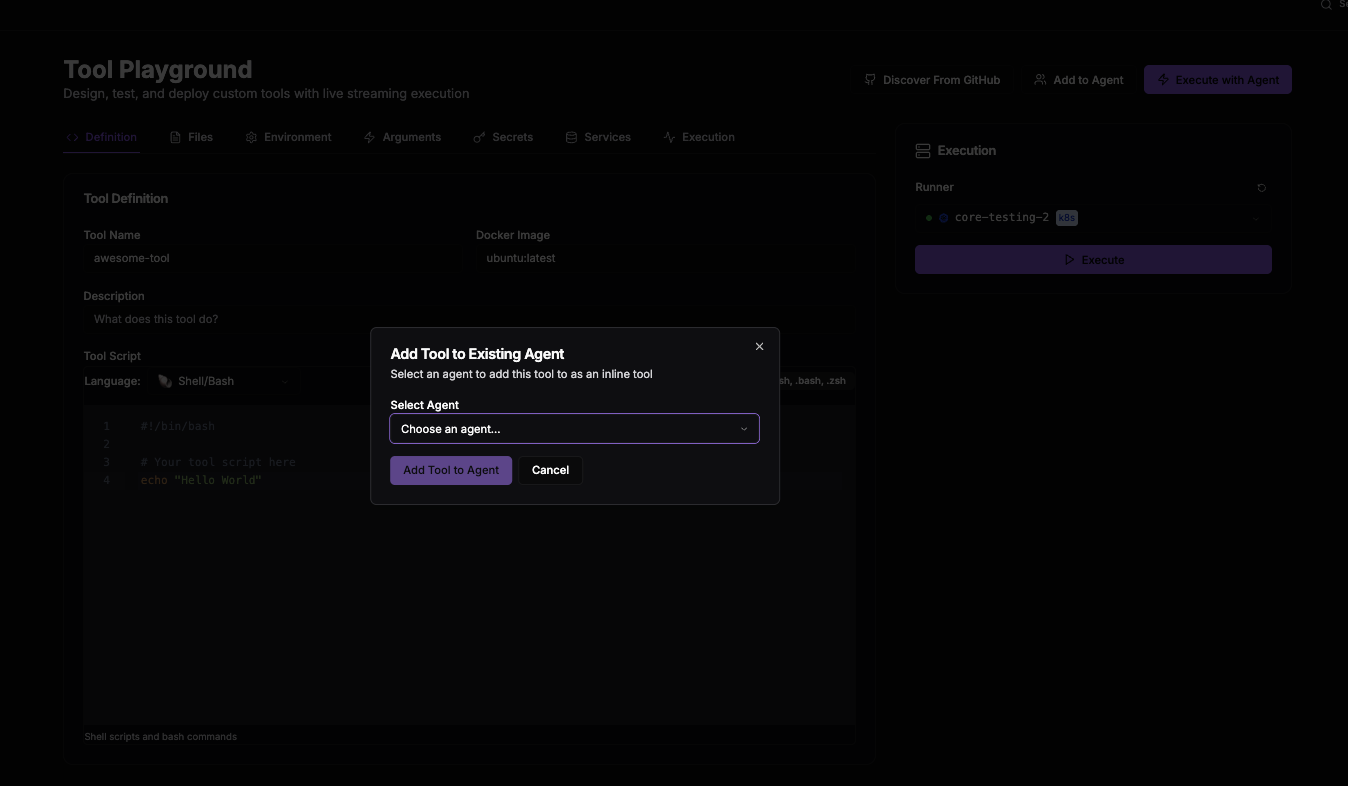 Tool Playground
Design, test, and deploy custom tools with live streaming execution
Discover From GitHub
Add to Agent
Execute with Agent
Definition
Files
Environment
Arguments
Secrets
Services
Execution
Tool Definition
Tool Name
Docker Image
awesome-tool
ubuntu:latest
Description
What does this tool do?
Tool Script
Language:
Shell/Bash
.bash, .zsh
1 #!/bin/bash
2
3 # Your tool script here
4 echo "Hello World"
Shell scripts and bash commands
Execution
Runner
core-testing-2 k8s
Execute
Add Tool to Existing Agent
Select an agent to add this tool to as an inline tool
Select Agent
Choose an agent...
Add Tool to Agent
Cancel